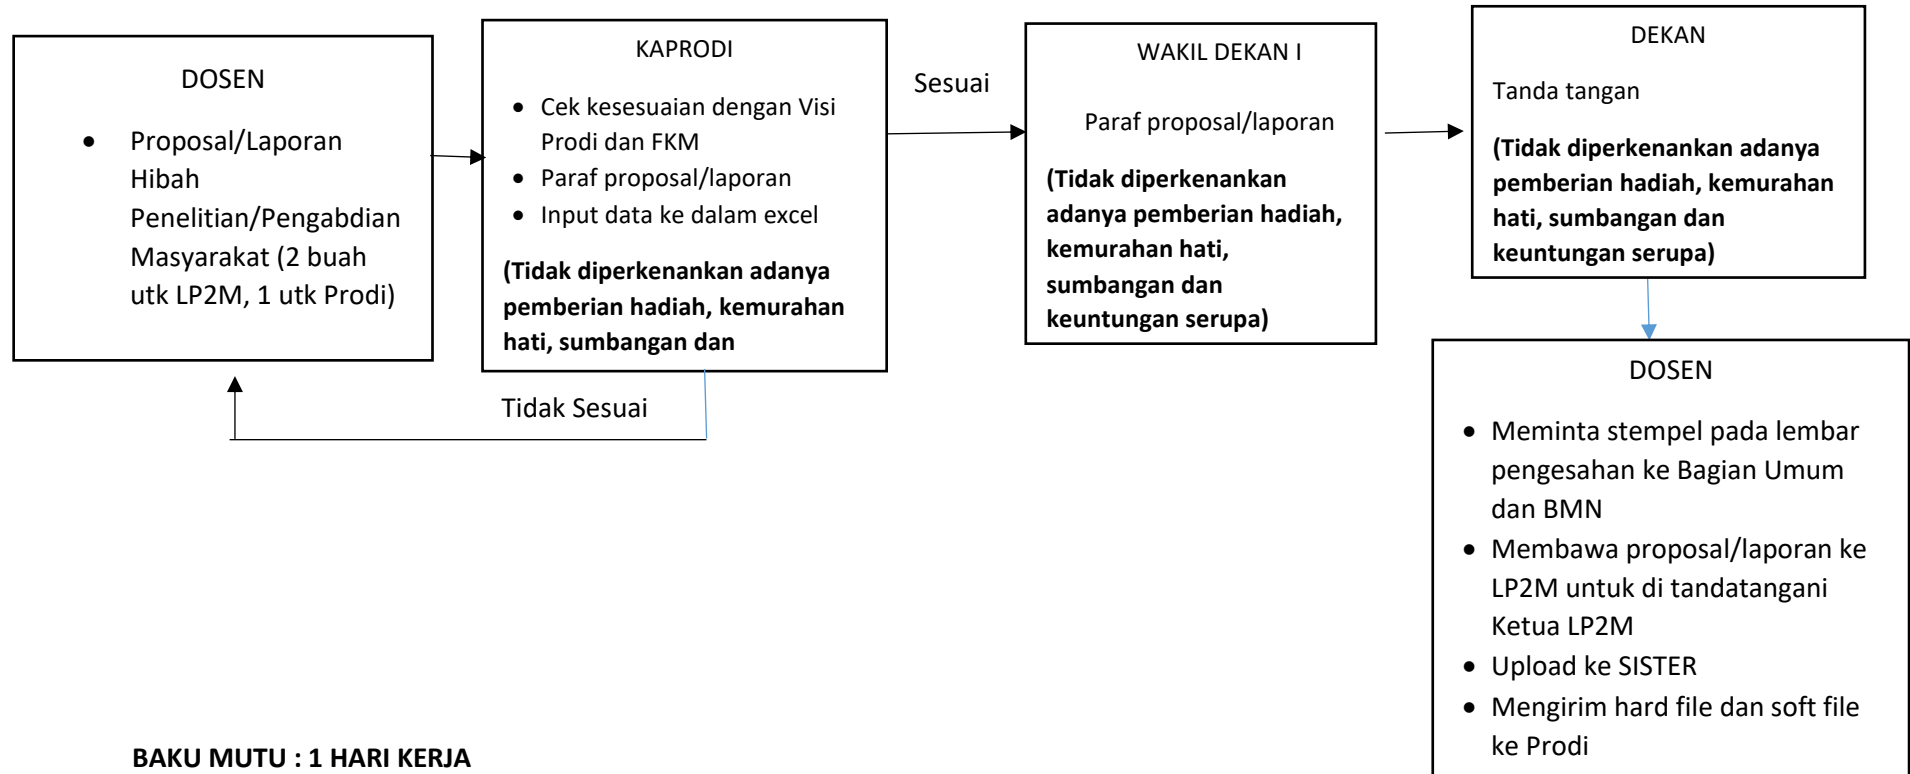 DOSEN
• Proposal/Laporan
Hibah
Penelitian/Pengabdian
Masyarakat (2 buah
utk LP2M, 1 utk Prodi)
KAPRODI
• Cek kesesuaian dengan Visi
Prodi dan FKM
• Paraf proposal/laporan
• Input data ke dalam excel
(Tidak diperkenankan adanya
pemberian hadiah, kemurahan
hati, sumbangan dan
Sesuai
Tidak Sesuai
WAKIL DEKAN I
Paraf proposal/laporan
(Tidak diperkenankan
adanya pemberian hadiah,
kemurahan hati,
sumbangan dan
keuntungan serupa)
DEKAN
Tanda tangan
(Tidak diperkenankan adanya
pemberian hadiah, kemurahan
hati, sumbangan dan
keuntungan serupa)
DOSEN
• Meminta stempel pada lembar
pengesahan ke Bagian Umum
dan BMN
• Membawa proposal/laporan ke
LP2M untuk di tandatangani
Ketua LP2M
• Upload ke SISTER
• Mengirim hard file dan soft file
ke Prodi
BAKU MUTU : 1 HARI KERJA